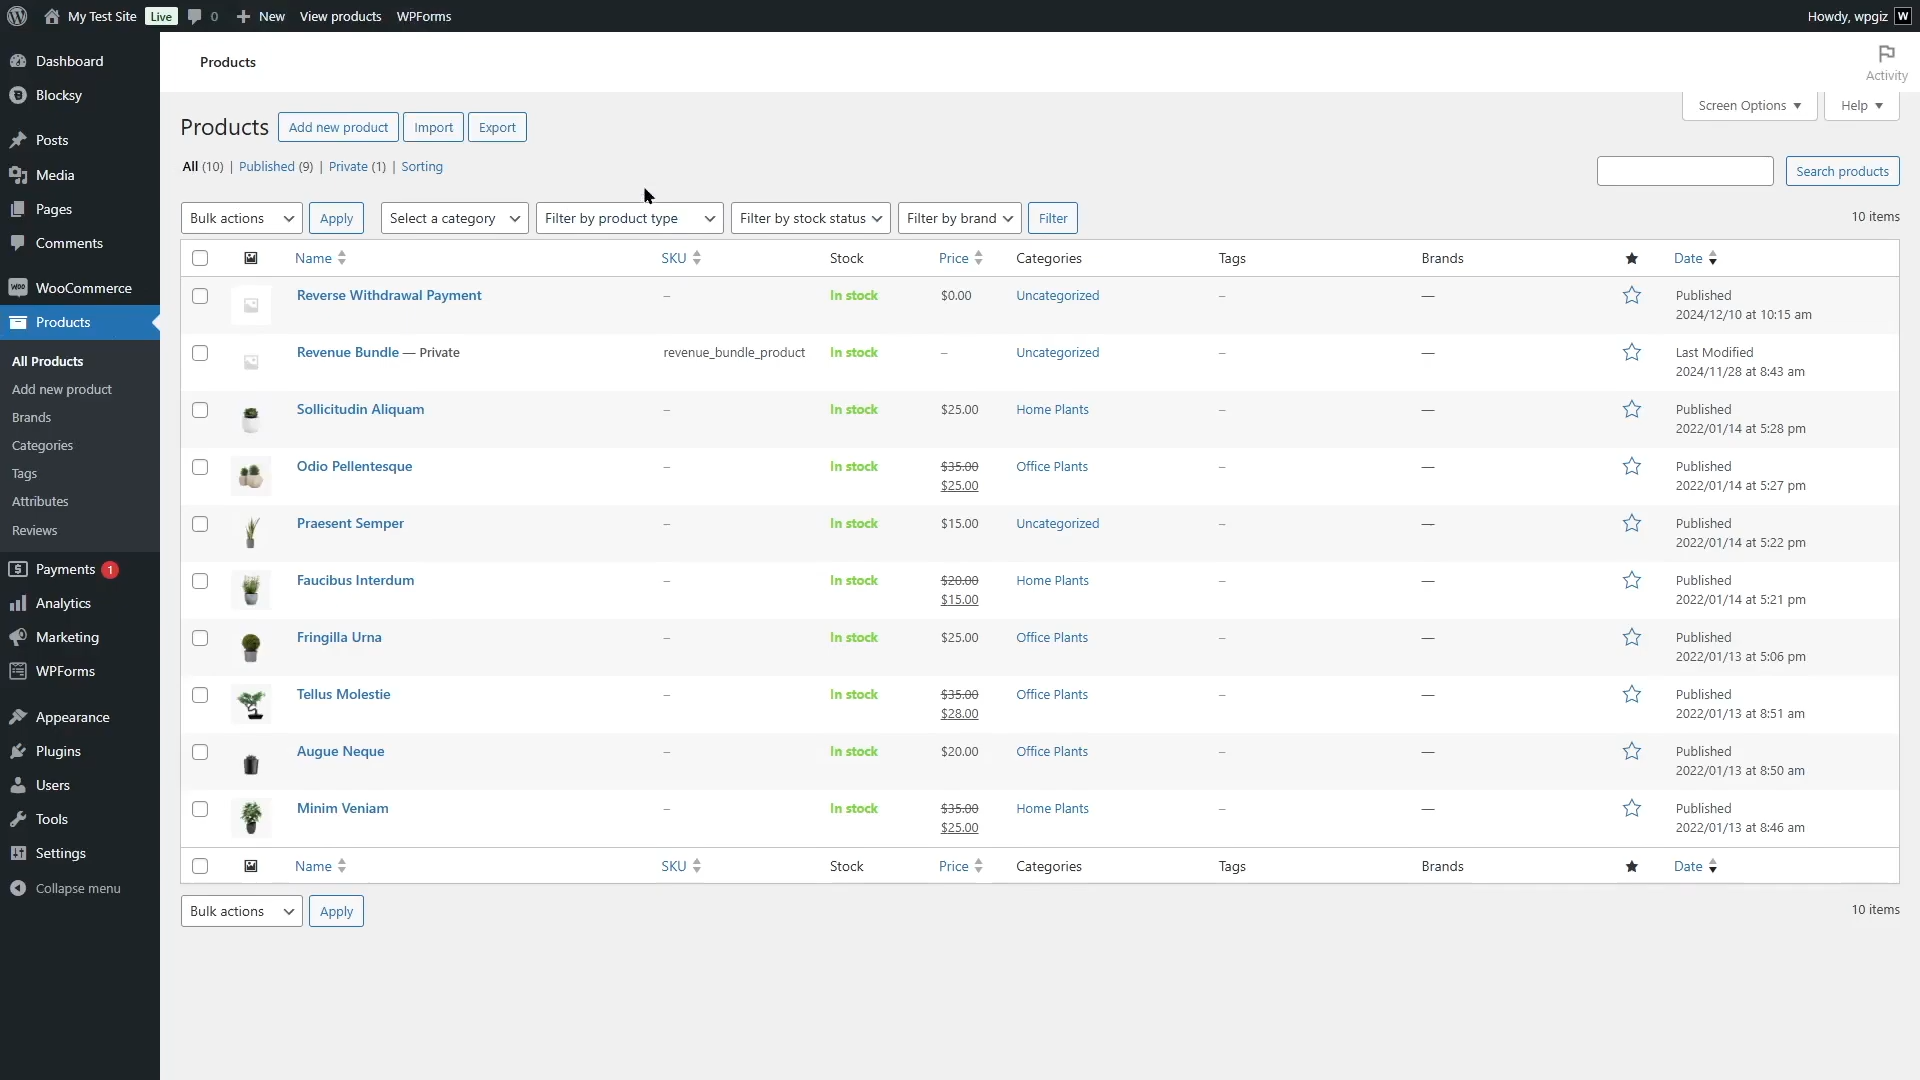 My Test Site Live 0 New View products WPForms Howdy, wpgiz W
Dashboard
Blocksy
Posts
Media
Pages
Comments
WooCommerce
Products
All Products
Add new product
Brands
Categories
Tags
Attributes
Reviews
Payments 1
Analytics
Marketing
WPForms
Appearance
Plugins
Users
Tools
Settings
Collapse menu
Products
Activity
Screen Options Help
Products Add new product Import Export
All (10) | Published (9) | Private (1) | Sorting
Search products
Bulk actions Apply Select a category Filter by product type Filter by stock status Filter by brand Filter 10 items
Name SKU Stock Price Categories Tags Brands Date
Reverse Withdrawal Payment – In stock $0.00 Uncategorized – — Published
2024/12/10 at 10:15 am
Revenue Bundle — Private revenue_bundle_product In stock – Uncategorized – — Last Modified
2024/11/28 at 8:43 am
Sollicitudin Aliquam – In stock $25.00 Home Plants – — Published
2022/01/14 at 5:28 pm
Odio Pellentesque – In stock $35.00 Office Plants – — Published
$25.00 2022/01/14 at 5:27 pm
Praesent Semper – In stock $15.00 Uncategorized – — Published
2022/01/14 at 5:22 pm
Faucibus Interdum – In stock $20.00 Home Plants – — Published
$15.00 2022/01/14 at 5:21 pm
Fringilla Urna – In stock $25.00 Office Plants – — Published
2022/01/13 at 5:06 pm
Tellus Molestie – In stock $35.00 Office Plants – — Published
$28.00 2022/01/13 at 8:51 am
Augue Neque – In stock $20.00 Office Plants – — Published
2022/01/13 at 8:50 am
Minim Veniam – In stock $35.00 Home Plants – — Published
$25.00 2022/01/13 at 8:46 am
Name SKU Stock Price Categories Tags Brands Date
Bulk actions Apply 10 items